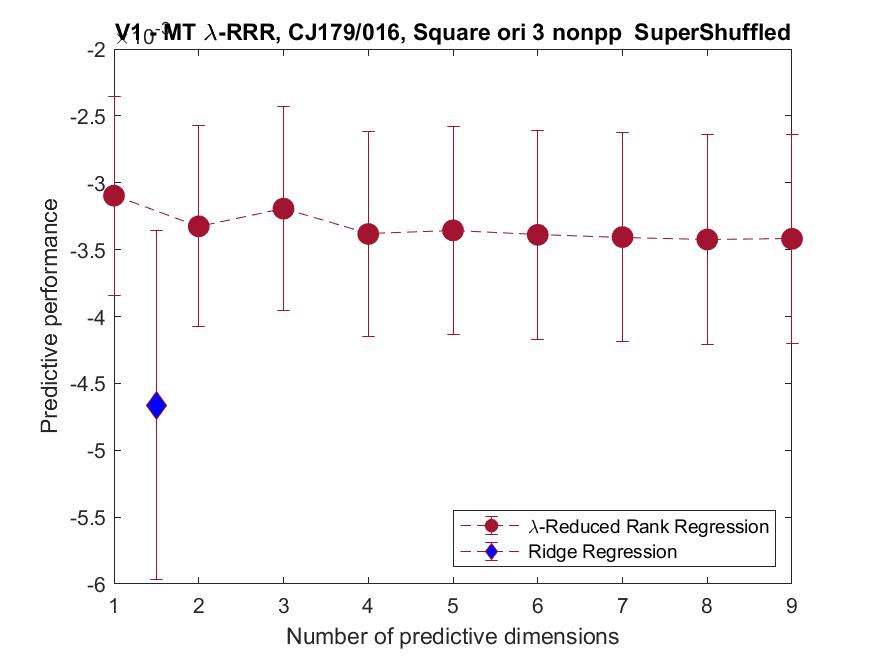 V1 - MT λ-RRR, CJ179/016, Square ori 3 nonpp  SuperShuffled
×10⁻³
-2
-2.5
-3
-3.5
-4
-4.5
-5
-5.5
-6
Predictive performance
λ-Reduced Rank Regression
Ridge Regression
1 2 3 4 5 6 7 8 9
Number of predictive dimensions